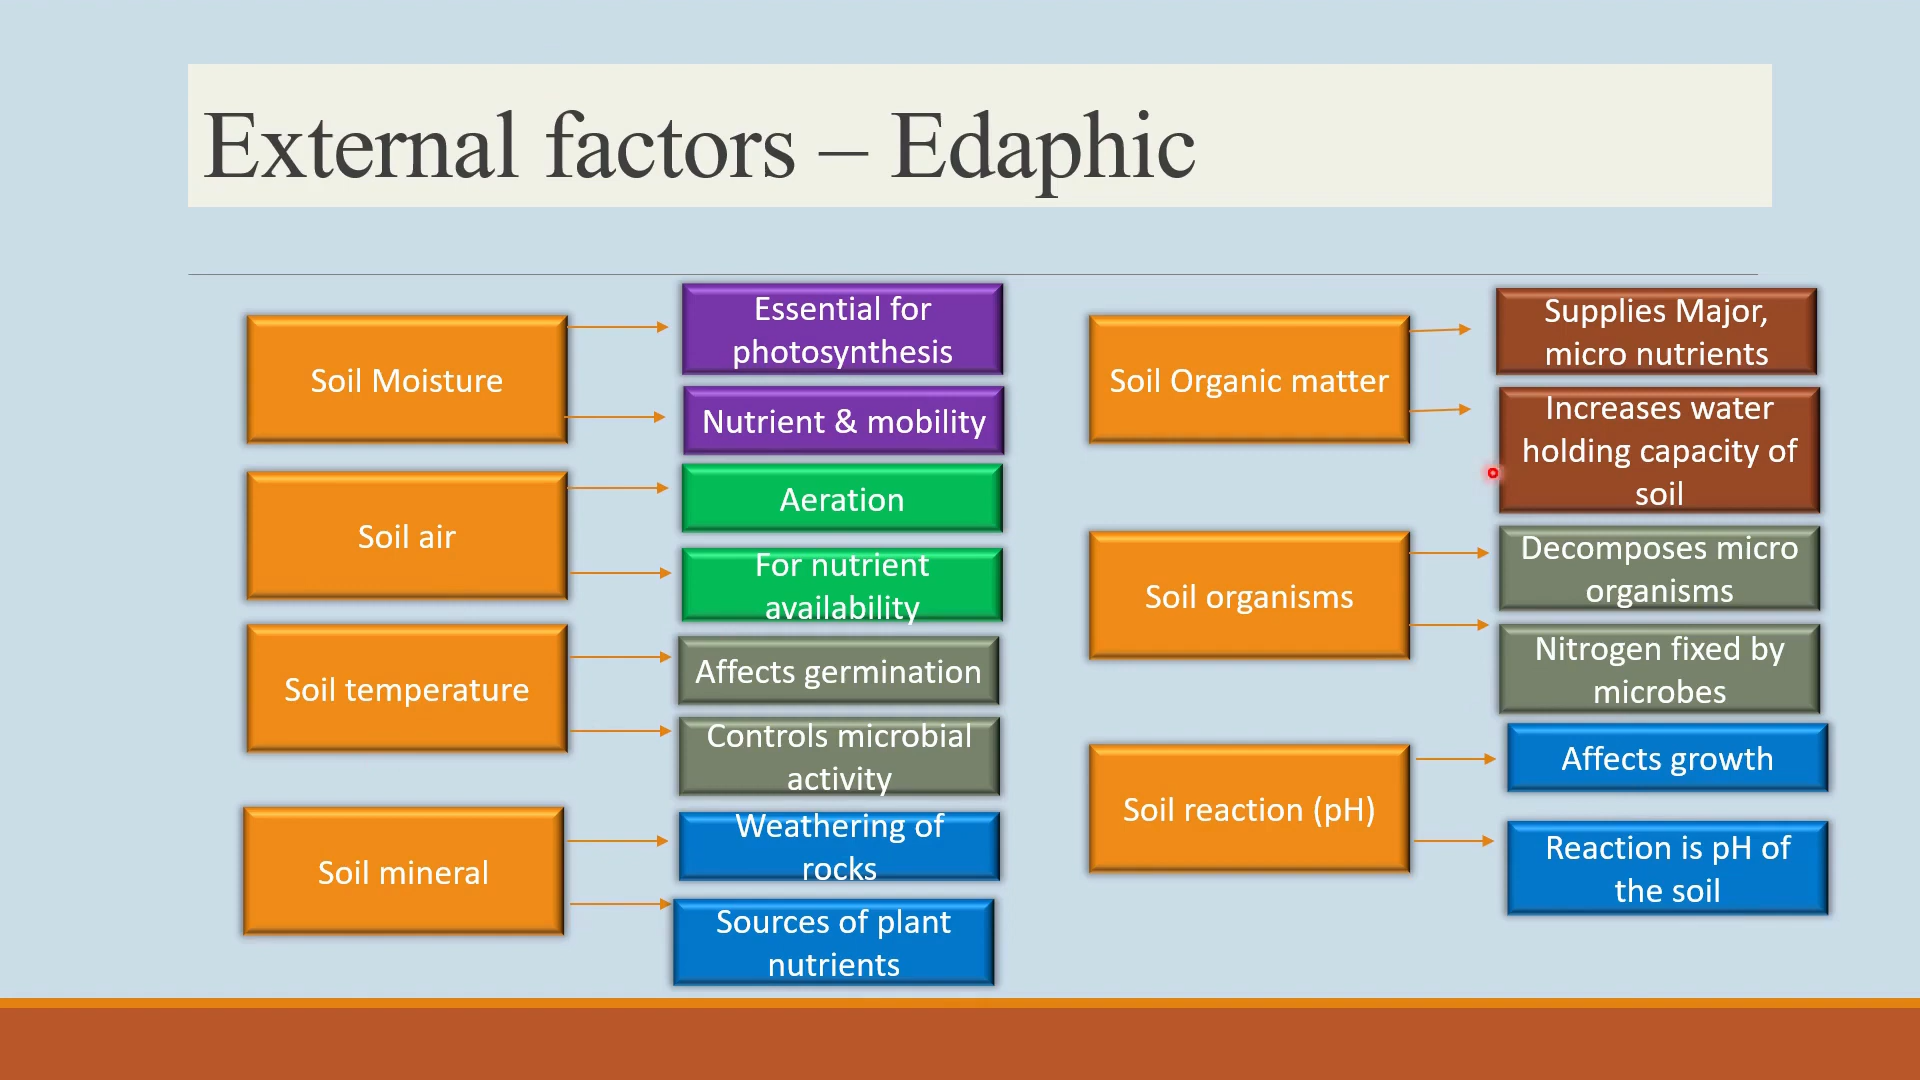 External factors – Edaphic
Soil Moisture
Essential for
photosynthesis
Nutrient & mobility
Soil air
Aeration
For nutrient
availability
Soil temperature
Affects germination
Controls microbial
activity
Soil mineral
Weathering of
rocks
Sources of plant
nutrients
Soil Organic matter
Supplies Major,
micro nutrients
Increases water
holding capacity of
soil
Soil organisms
Decomposes micro
organisms
Nitrogen fixed by
microbes
Soil reaction (pH)
Affects growth
Reaction is pH of
the soil